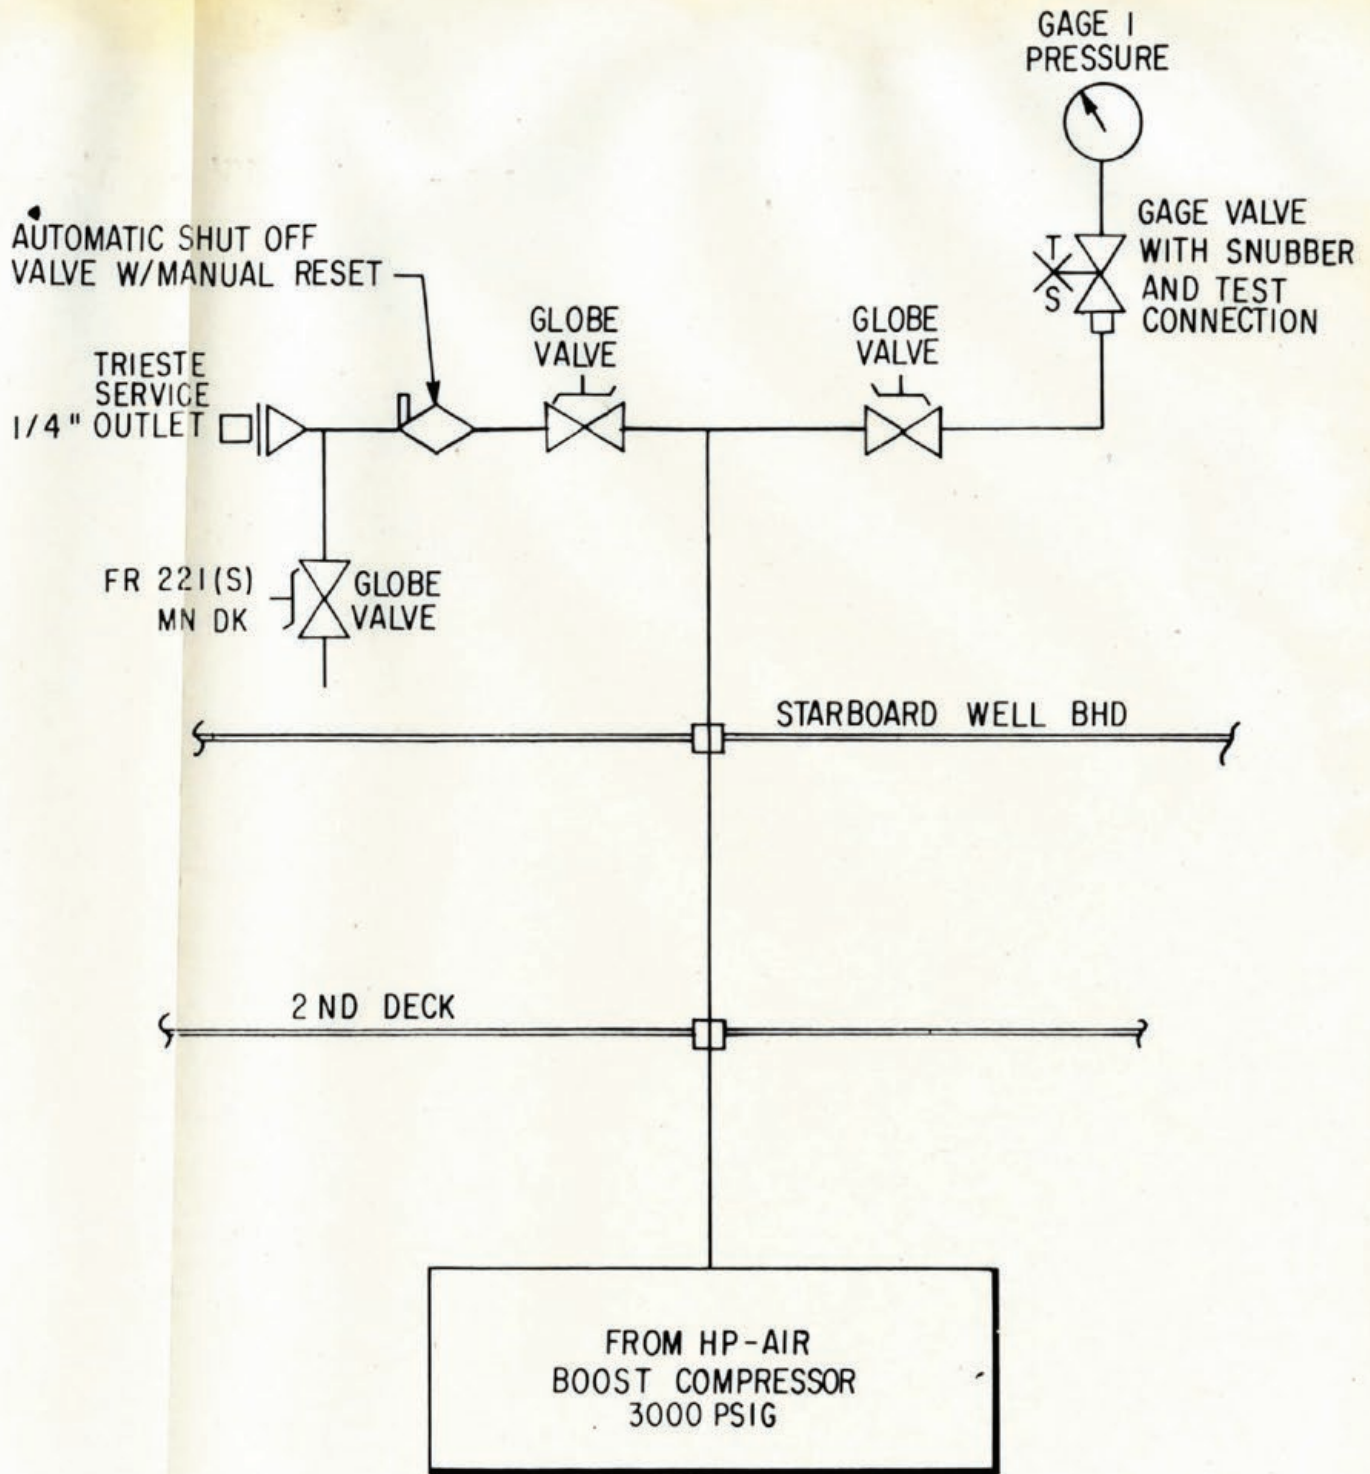 GAGE 1
PRESSURE
GAGE VALVE
WITH SNUBBER
AND TEST
CONNECTION
T
S
AUTOMATIC SHUT OFF
VALVE W/MANUAL RESET
GLOBE
VALVE
GLOBE
VALVE
TRIESTE
SERVICE
1/4" OUTLET
FR 221(S)
MN DK
GLOBE
VALVE
STARBOARD WELL BHD
2ND DECK
FROM HP-AIR
BOOST COMPRESSOR
3000 PSIG